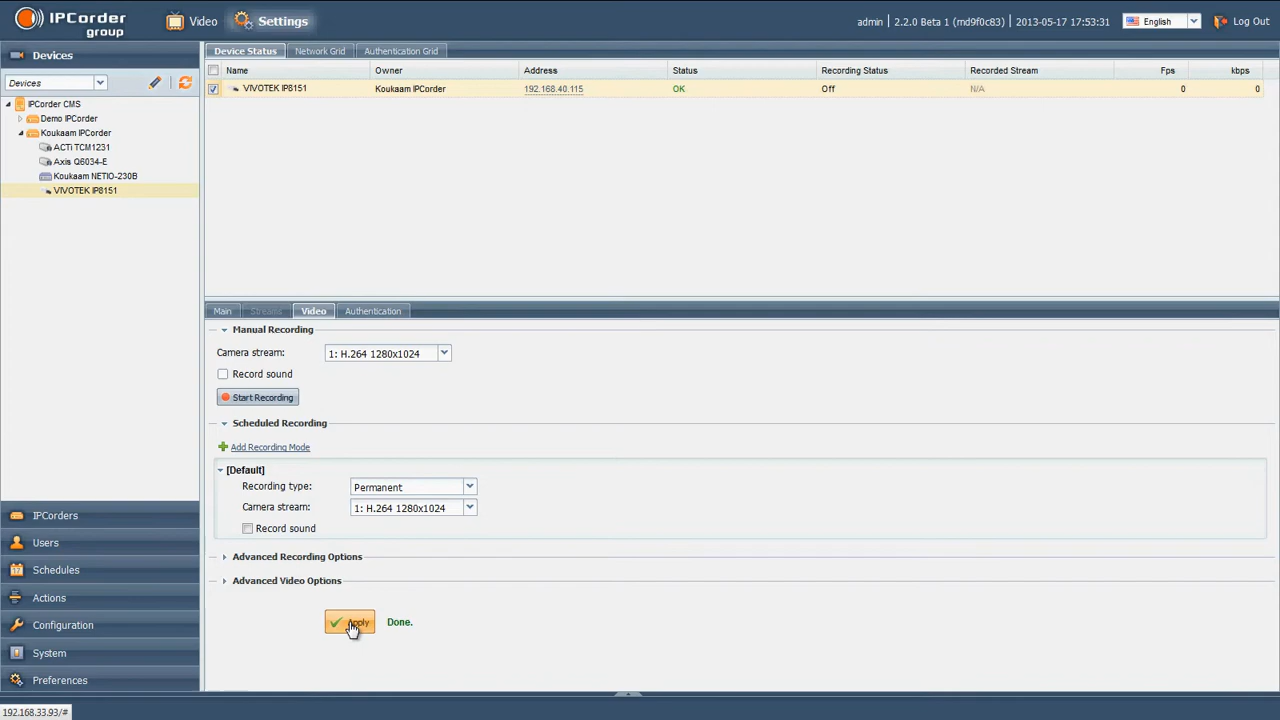 IPCorder group
Video
Settings
admin | 2.2.0 Beta 1 (rnd9f0c83) | 2013-05-17 17:53:31
English
Log Out
Devices
Devices
IPCorder CMS
Demo IPCorder
Koukaam IPCorder
ACTi TCM1231
Axis Q6034-E
Koukaam NETIO-230B
VIVOTEK IP8151
IPCorders
Users
Schedules
Actions
Configuration
System
Preferences
Device Status Network Grid Authentication Grid
Name Owner Address Status Recording Status Recorded Stream Fps kbps
VIVOTEK IP8151 Koukaam IPCorder 192.168.40.115 OK Off N/A 0 0
Main Streams Video Authentication
Manual Recording
Camera stream: 1: H.264 1280x1024
Record sound
Start Recording
Scheduled Recording
Add Recording Mode
[Default]
Recording type: Permanent
Camera stream: 1: H.264 1280x1024
Record sound
Advanced Recording Options
Advanced Video Options
Apply Done.
192.168.33.93/#